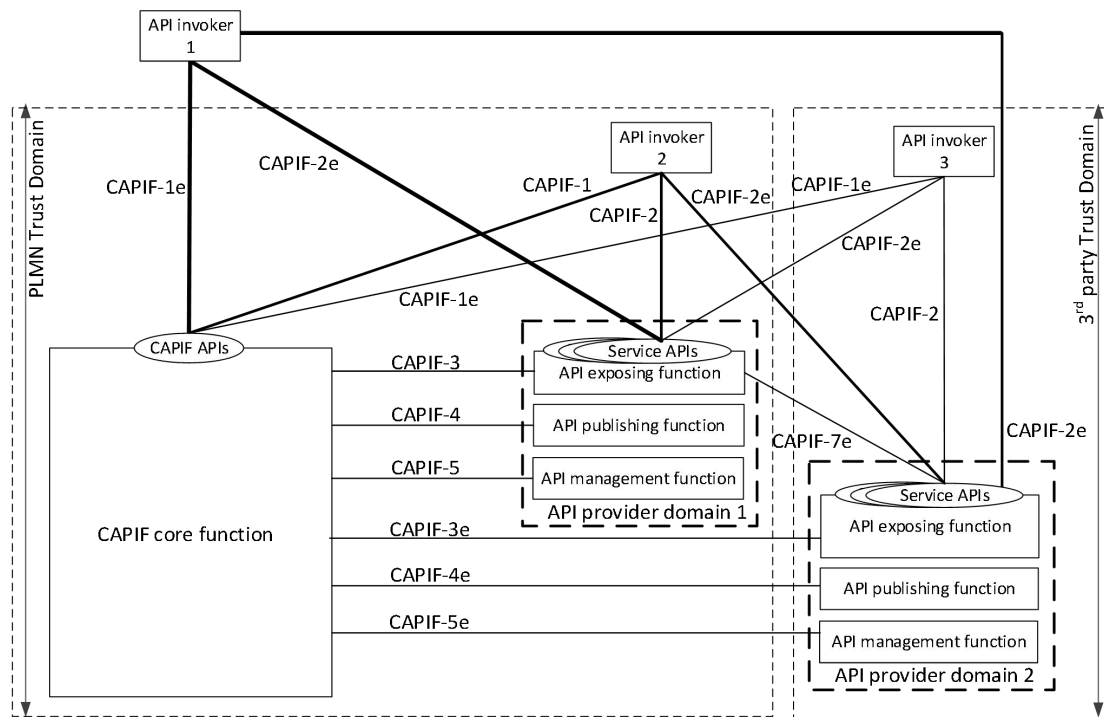 API invoker
1
PLMN Trust Domain
3rd party Trust Domain
API invoker
2
API invoker
3
CAPIF-1e
CAPIF-2e
CAPIF-1
CAPIF-2
CAPIF-2e
CAPIF-1e
CAPIF-2e
CAPIF-1e
CAPIF-2
CAPIF APIs
Service APIs
CAPIF-3
API exposing function
CAPIF-4
API publishing function
CAPIF-7e
CAPIF-2e
CAPIF-5
API management function
API provider domain 1
CAPIF core function
Service APIs
CAPIF-3e
API exposing function
CAPIF-4e
API publishing function
CAPIF-5e
API management function
API provider domain 2